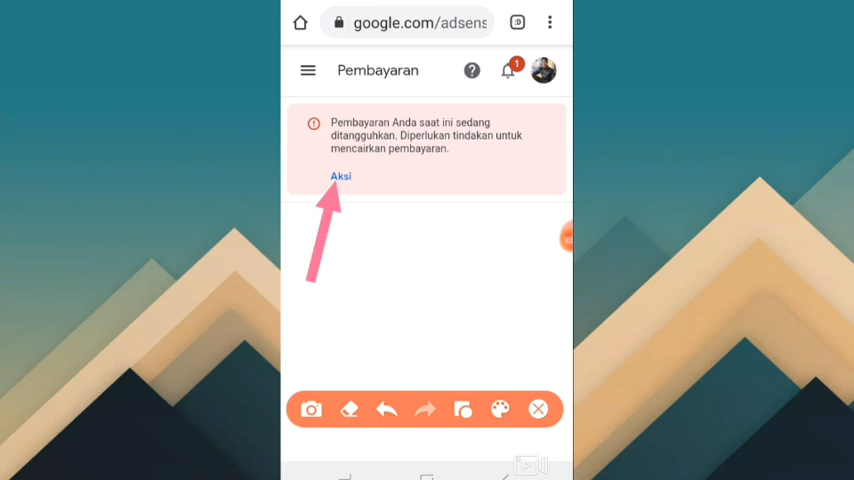 google.com/adsens
:D
Pembayaran
1
Pembayaran Anda saat ini sedang
ditangguhkan. Diperlukan tindakan untuk
mencairkan pembayaran.
Aksi